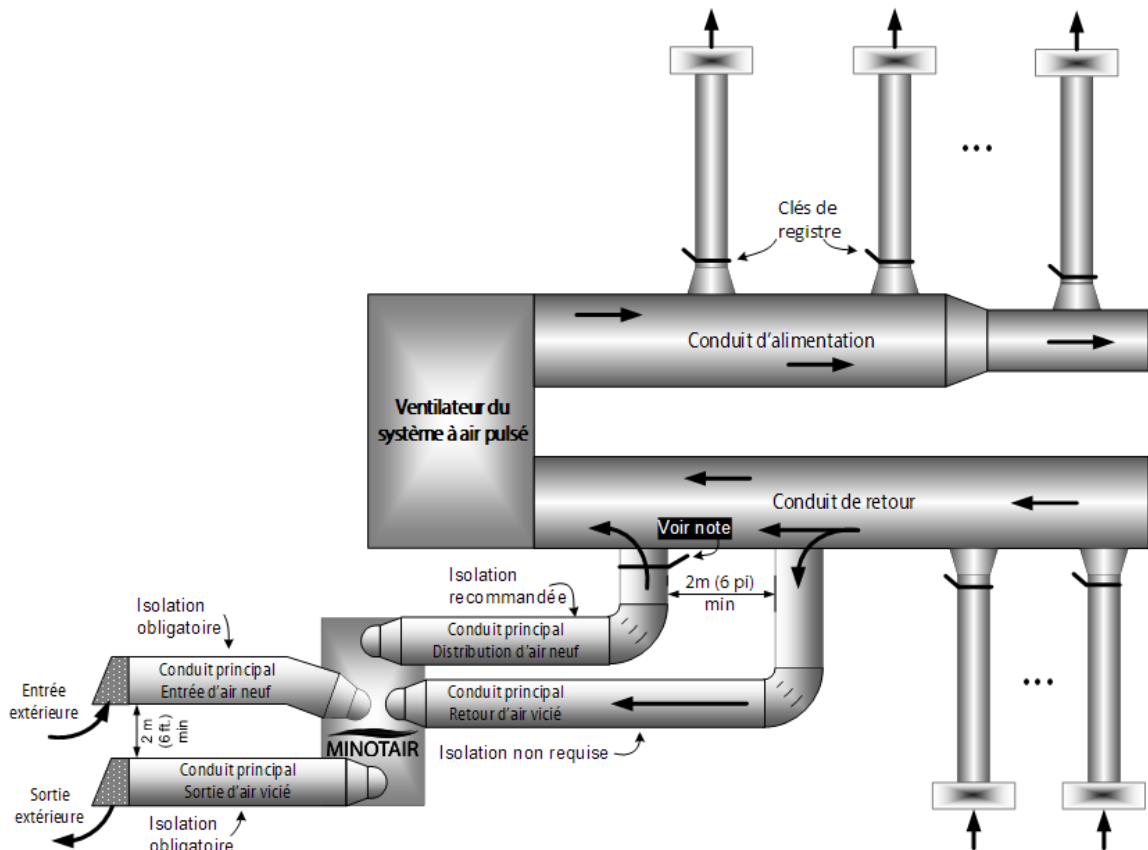 ...
Clés de
registre
Conduit d'alimentation
Ventilateur du
système à air pulsé
Conduit de retour
Voir note
Isolation
recommandée
2m (6 pi)
min
Isolation
obligatoire
Conduit principal
Distribution d'air neuf
Conduit principal
Entrée d'air neuf
Entrée
extérieure
Conduit principal
Retour d'air vicié
...
2 m
(6 ft.)
min
MINOTAIR
Isolation non requise
Conduit principal
Sortie d'air vicié
Sortie
extérieure
Isolation
obligatoire